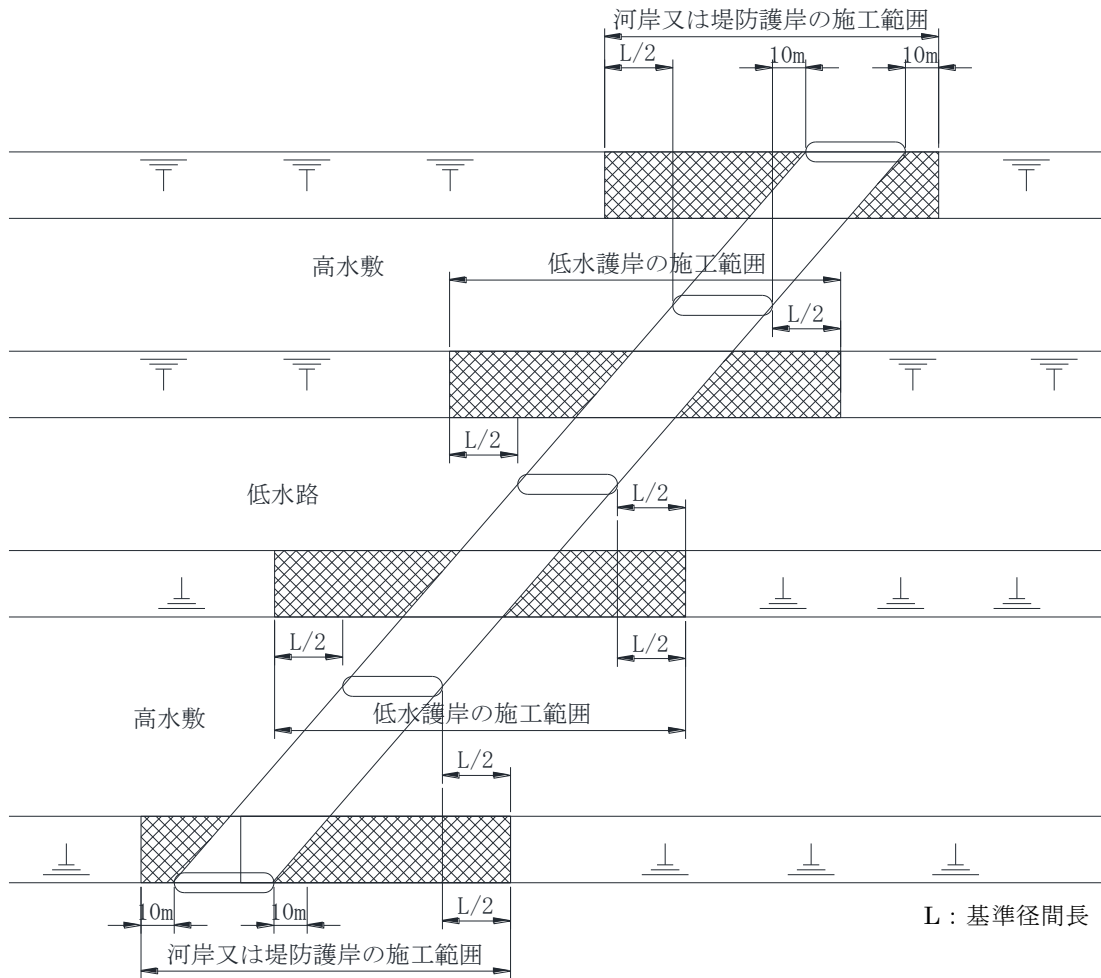 河岸又は堤防護岸の施工範囲
L/2
10m
10m
高水敷
低水護岸の施工範囲
L/2
L/2
低水路
L/2
L/2
L/2
高水敷
低水護岸の施工範囲
L/2
10m
10m
L/2
L：基準径間長
河岸又は堤防護岸の施工範囲